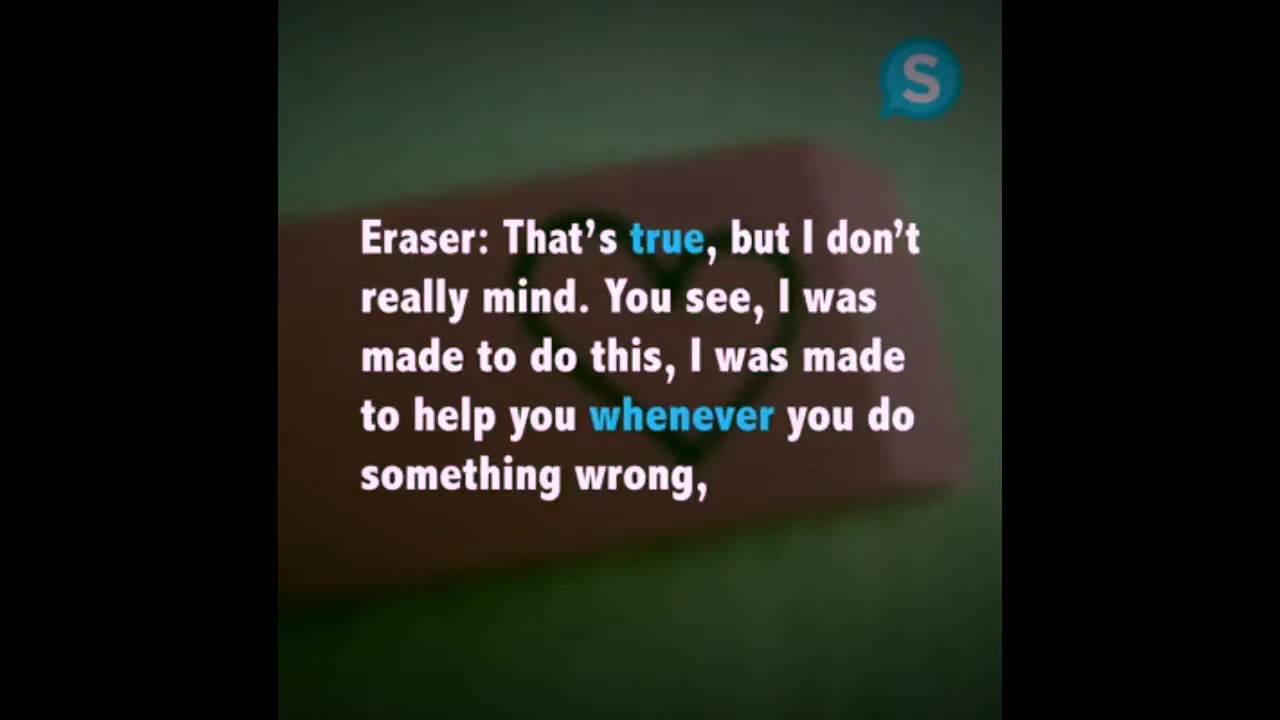 S
Eraser: That’s true, but I don’t
really mind. You see, I was
made to do this, I was made
to help you whenever you do
something wrong,